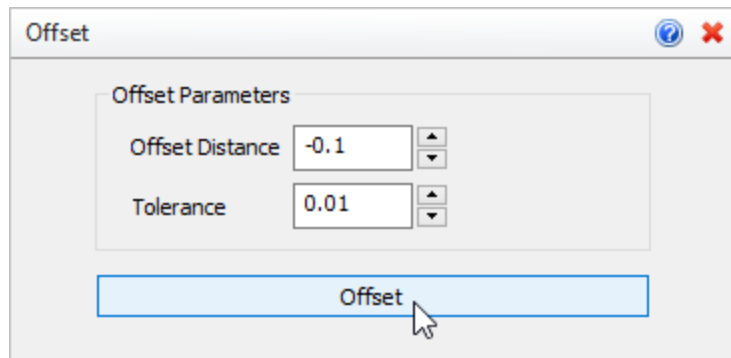 Offset
Offset Parameters
Offset Distance -0.1
Tolerance 0.01
Offset